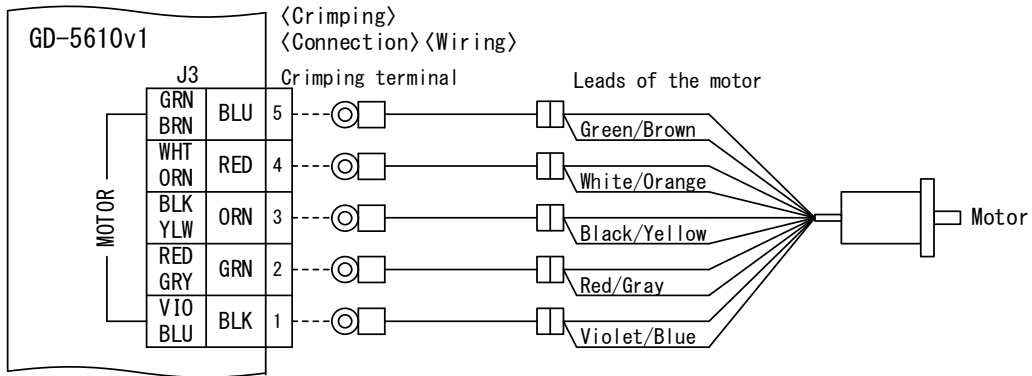 〈Crimping〉
GD-5610v1
〈Connection〉〈Wiring〉
J3
Crimping terminal
Leads of the motor
GRN
BRN
BLU
5
Green/Brown
WHT
ORN
RED
4
White/Orange
BLK
YLW
ORN
3
Black/Yellow
MOTOR
Motor
RED
GRY
GRN
2
Red/Gray
VIO
BLU
BLK
1
Violet/Blue